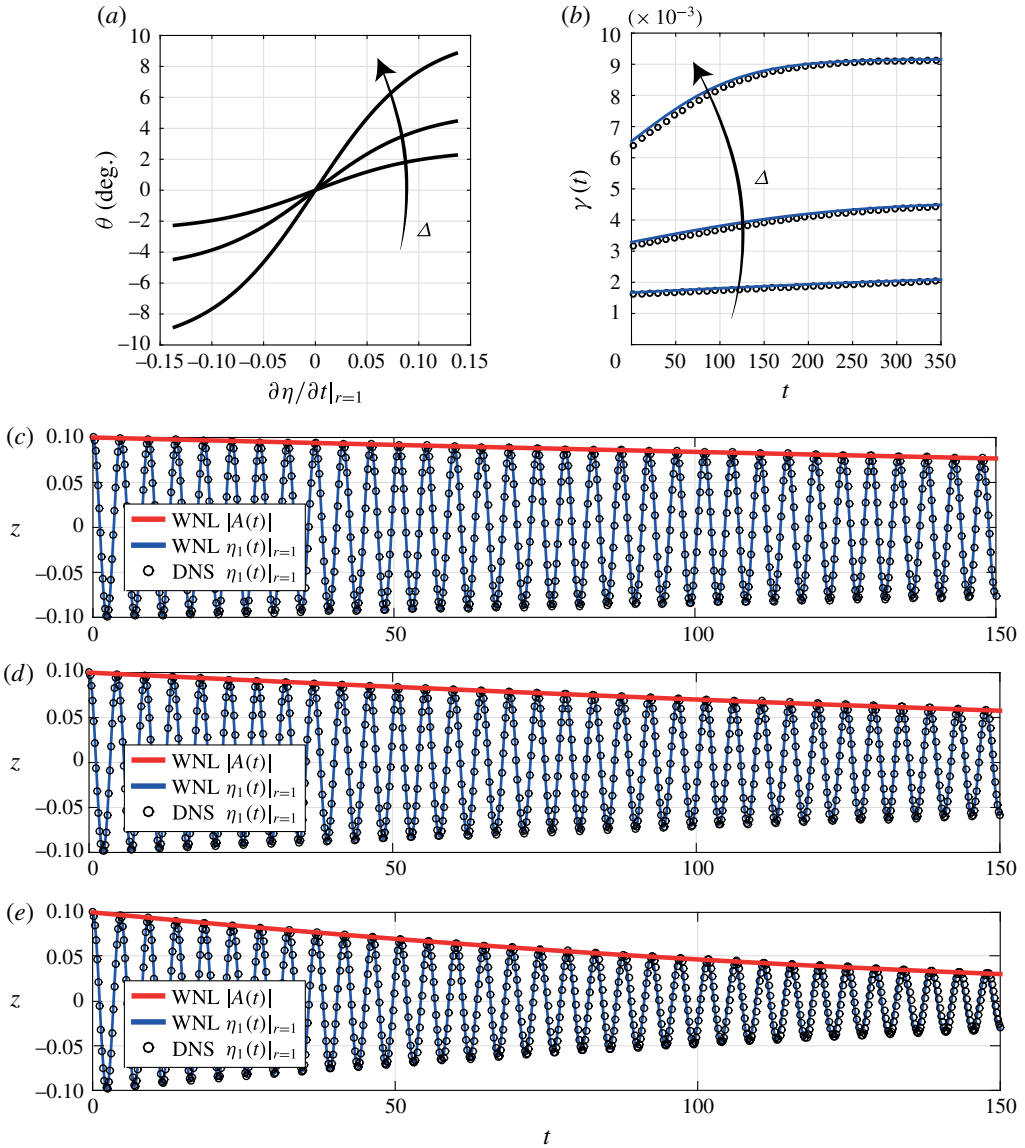 (a)
10
8
6
4
2
0
−2
−4
−6
−8
−10
θ (deg.)
Δ
−0.15 −0.10 −0.05 0 0.05 0.10 0.15
∂η/∂t|r=1
(b)
(× 10−3)
10
9
8
7
6
5
4
3
2
1
γ(t)
Δ
0 50 100 150 200 250 300 350
t
(c)
0.10
0.05
0
−0.05
−0.10
z
WNL |A(t)|
WNL η1(t)|r=1
DNS η1(t)|r=1
0 50 100 150
(d)
0.10
0.05
0
−0.05
−0.10
z
WNL |A(t)|
WNL η1(t)|r=1
DNS η1(t)|r=1
0 50 100 150
(e)
0.10
0.05
0
−0.05
−0.10
z
WNL |A(t)|
WNL η1(t)|r=1
DNS η1(t)|r=1
0 50 100 150
t